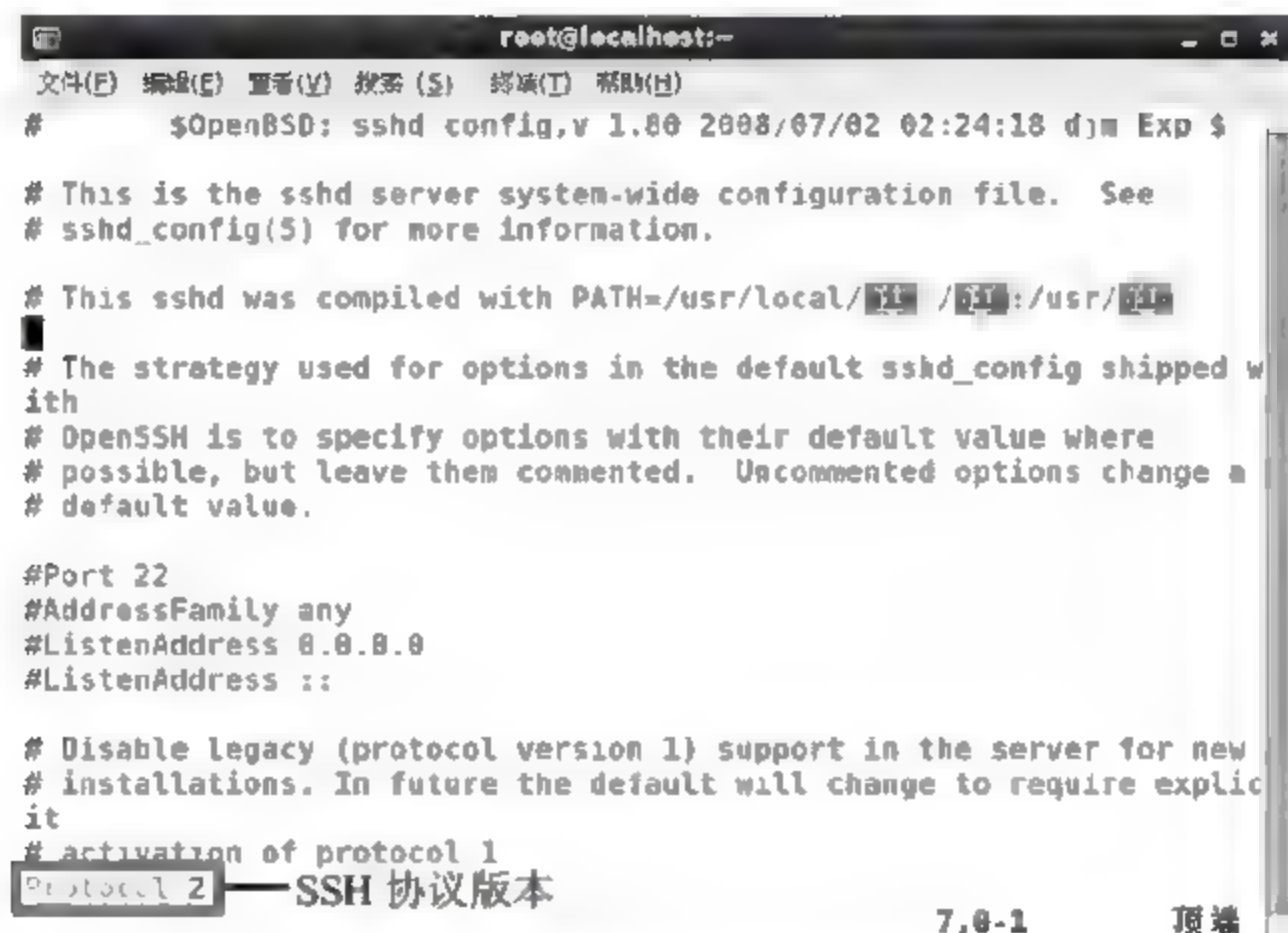 root@localhost:~
文件(F) 编辑(E) 查看(V) 搜索 (S) 终端(T) 帮助(H)
# $OpenBSD: sshd config,v 1.80 2008/07/02 02:24:18 djm Exp $
# This is the sshd server system-wide configuration file. See
# sshd_config(5) for more information.
# This sshd was compiled with PATH=/usr/local/ / :/usr/
# The strategy used for options in the default sshd_config shipped w
ith
# OpenSSH is to specify options with their default value where
# possible, but leave them commented. Uncommented options change a
# default value.
#Port 22
#AddressFamily any
#ListenAddress 0.0.0.0
#ListenAddress ::
# Disable legacy (protocol version 1) support in the server for new
# installations. In future the default will change to require explic
it
# activation of protocol 1
Protocol 2 SSH 协议版本
7,0-1 顶端